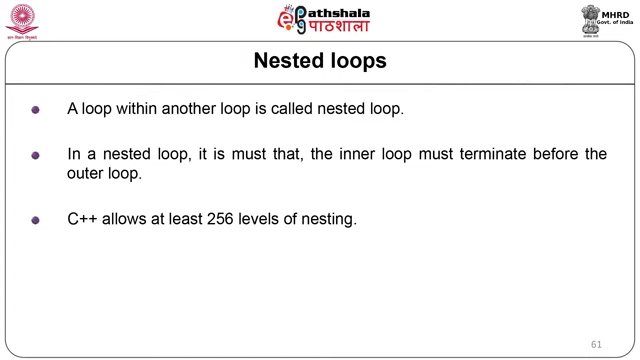 Pathshala
पाठशाला
MHRD
Govt. of India
Nested loops
A loop within another loop is called nested loop.
In a nested loop, it is must that, the inner loop must terminate before the
outer loop.
C++ allows at least 256 levels of nesting.
61